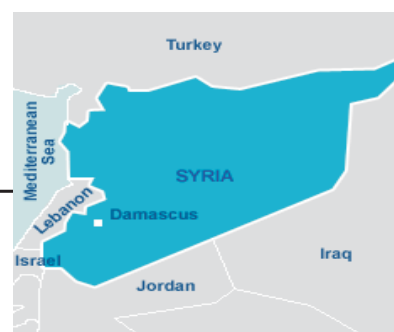 Turkey
Mediterranean
Sea
SYRIA
Lebanon
Damascus
Iraq
Israel
Jordan